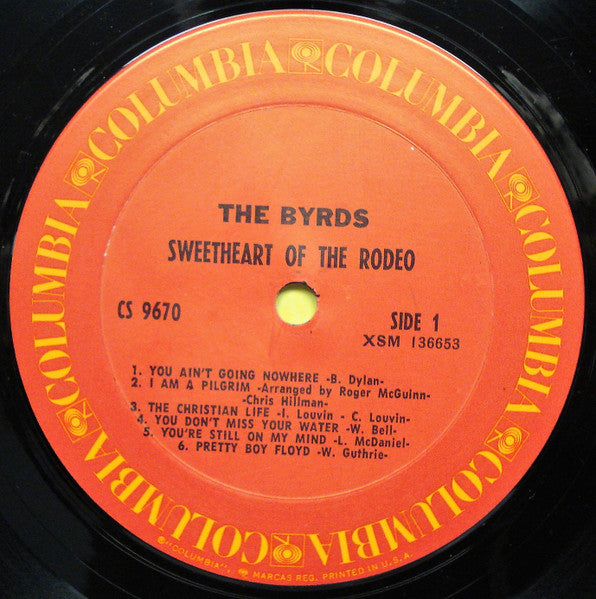 COLUMBIA COLUMBIA COLUMBIA COLUMBIA COLUMBIA COLUMBIA
THE BYRDS
SWEETHEART OF THE RODEO
CS 9670
SIDE 1
XSM 136653
1. YOU AIN'T GOING NOWHERE -B. Dylan-
2. I AM A PILGRIM -Arranged by Roger McGuinn-
-Chris Hillman-
3. THE CHRISTIAN LIFE -I. Louvin - C. Louvin-
4. YOU DON'T MISS YOUR WATER -W. Bell-
5. YOU'RE STILL ON MY MIND -L. McDaniel-
6. PRETTY BOY FLOYD -W. Guthrie-
©"COLUMBIA", MARCAS REG. PRINTED IN U.S.A.